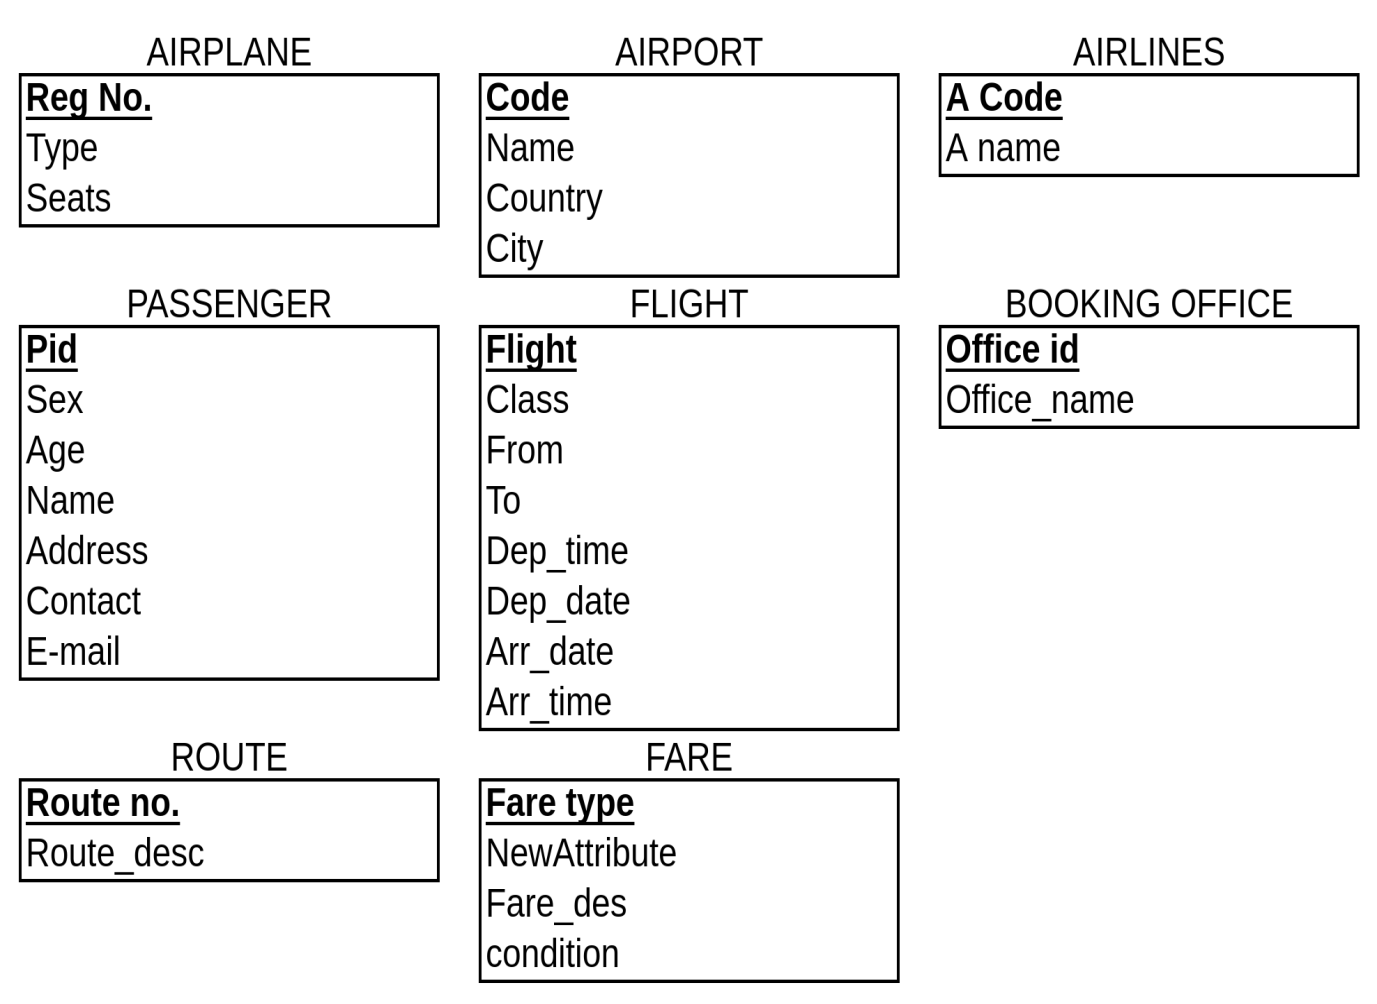 AIRPLANE
Reg No.
Type
Seats
AIRPORT
Code
Name
Country
City
AIRLINES
A Code
A name
PASSENGER
Pid
Sex
Age
Name
Address
Contact
E-mail
FLIGHT
Flight
Class
From
To
Dep_time
Dep_date
Arr_date
Arr_time
BOOKING OFFICE
Office id
Office_name
ROUTE
Route no.
Route_desc
FARE
Fare type
NewAttribute
Fare_des
condition